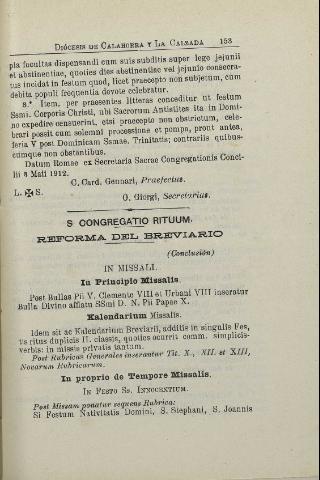 DIÓCESIS DE CALAHORRA Y LA CALZADA 153
pia facultas dispensandi cum suis subditis super lege jejunii
et abstinentiae, quoties dies abstinentiae vel jejunio consecra-
tus incidat in festum quod, licet praecepto non subjectum, cum
debita populi frequentia devote celebratur.
8.º Item, per praesentes litteras conceditur ut festum
Ssmi. Corporis Christi, ubi Sacrorum Antistites ita in Domi-
no expedire censuerint, etsi praecepto non obstrictum, cele-
brari possit cum solemni processione et pompa, prout antea,
feria V post Dominicam Ssmae. Trinitatis; contrariis quibus-
cumque non obstantibus.
Datum Romae ex Secretaria Sacrae Congregationis Conci-
lii 8 Maii 1912.
C. Card. Gennari, Praefectus.
L. ✠ S.
O. Giorgi, Secretarius.
S CONGREGATIO RITUUM.
REFORMA DEL BREVIARIO
(Conclusión)
IN MISSALI.
In Principio Missalis.
Post Bullas Pii V. Clemente VIII et Urbani VIII inseratur
Bulla Divino afflatu SSmi D. N. Pii Papae X.
Kalendarium Missalis.
Idem sit ac Kalendarium Breviarii, additis in singulis Fes,
tis ritus duplicis II. classis, quoties ocurrit comm. simplicis-
verbis: in missis privatis tantum.
Post Rubricas Generales inserantur Tit. X., XII. et XIII,
Novarum Rubricarum.
In proprio de Tempore Missalis.
IN FESTO SS. INNOCENTIUM.
Post Missam ponatur sequens Rubrica:
Si Festum Nativitatis Domini, S. Stephani, S. Joannis